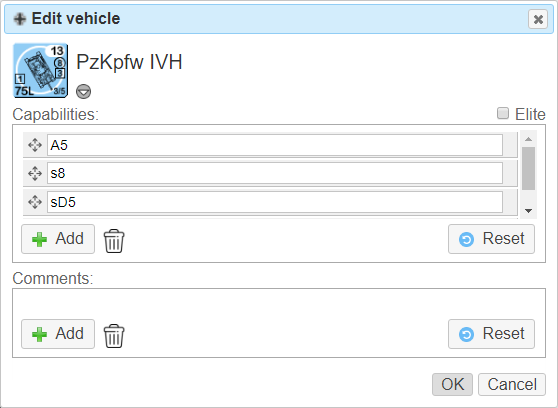 Edit vehicle
13
8
3
1
75L 3/5
PzKpfw IVH
Capabilities:
Elite
A5
s8
sD5
Add
Reset
Comments:
Add
Reset
OK
Cancel